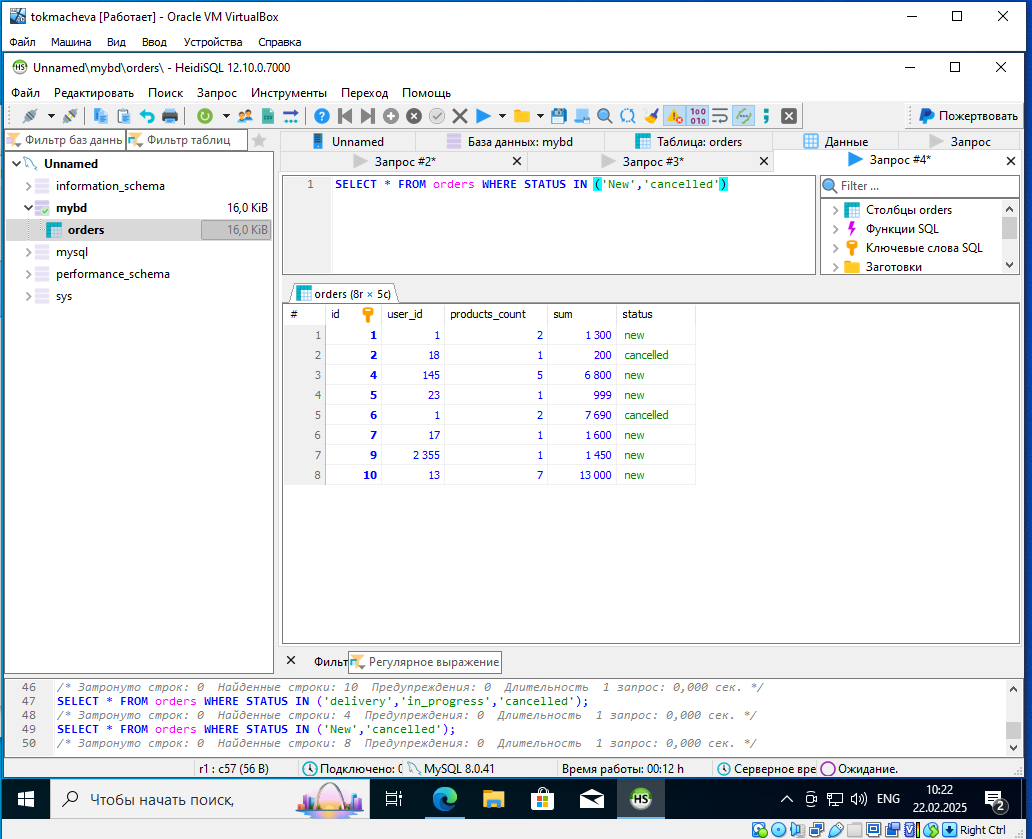 tokmacheva [Работает] - Oracle VM VirtualBox
Файл Машина Вид Ввод Устройства Справка
Unnamed\mybd\orders\ - HeidiSQL 12.10.0.7000
Файл Редактировать Поиск Запрос Инструменты Переход Помощь
Пожертвовать
Фильтр баз даннь Фильтр таблиц
Unnamed База данных: mybd Таблица: orders Данные Запрос
Запрос #2* Запрос #3* Запрос #4*
Unnamed
information_schema
mybd 16,0 KiB
orders 16,0 KiB
mysql
performance_schema
sys
1 SELECT * FROM orders WHERE STATUS IN ('New','cancelled')
Filter ...
Столбцы orders
Функции SQL
Ключевые слова SQL
Заготовки
orders (8r × 5c)
# id user_id products_count sum status
1 1 1 2 1 300 new
2 2 18 1 200 cancelled
3 4 145 5 6 800 new
4 5 23 1 999 new
5 6 1 2 7 690 cancelled
6 7 17 1 1 600 new
7 9 2 355 1 1 450 new
8 10 13 7 13 000 new
Фильт Регулярное выражение
46 /* Затронуто строк: 0 Найденные строки: 10 Предупреждения: 0 Длительность 1 запрос: 0,000 сек. */
47 SELECT * FROM orders WHERE STATUS IN ('delivery','in_progress','cancelled');
48 /* Затронуто строк: 0 Найденные строки: 4 Предупреждения: 0 Длительность 1 запрос: 0,000 сек. */
49 SELECT * FROM orders WHERE STATUS IN ('New','cancelled');
50 /* Затронуто строк: 0 Найденные строки: 8 Предупреждения: 0 Длительность 1 запрос: 0,000 сек. */
r1 : c57 (56 B) Подключено: 0 MySQL 8.0.41 Время работы: 00:12 h Серверное вре Ожидание.
Чтобы начать поиск, HS ENG 10:22
22.02.2025 2
Right Ctrl